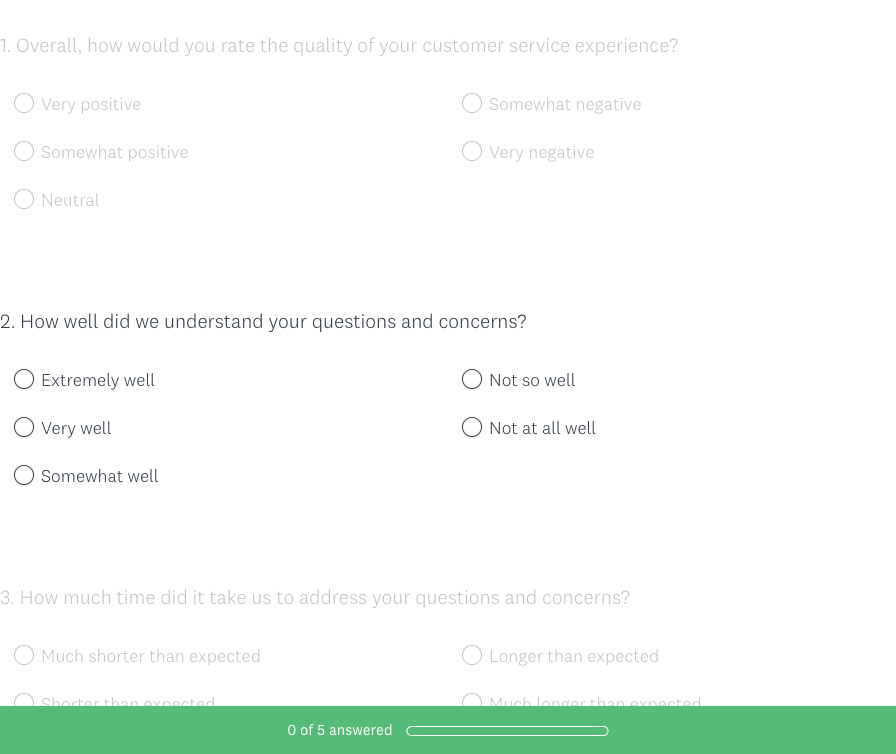 1. Overall, how would you rate the quality of your customer service experience?
Very positive
Somewhat positive
Neutral
Somewhat negative
Very negative
2. How well did we understand your questions and concerns?
Extremely well
Very well
Somewhat well
Not so well
Not at all well
3. How much time did it take us to address your questions and concerns?
Much shorter than expected
Shorter than expected
Longer than expected
Much longer than expected
0 of 5 answered